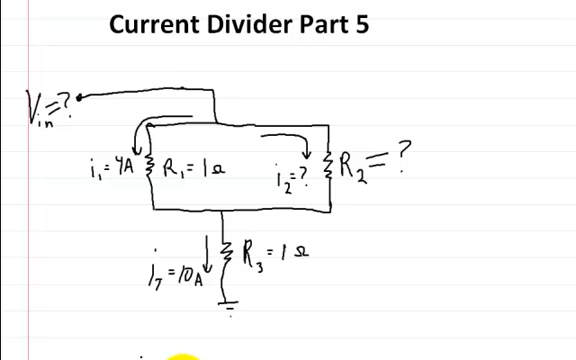 Current Divider Part 5
Vin=?
i1=4A
R1=1Ω
i2=?
R2=?
iT=10A
R3=1Ω